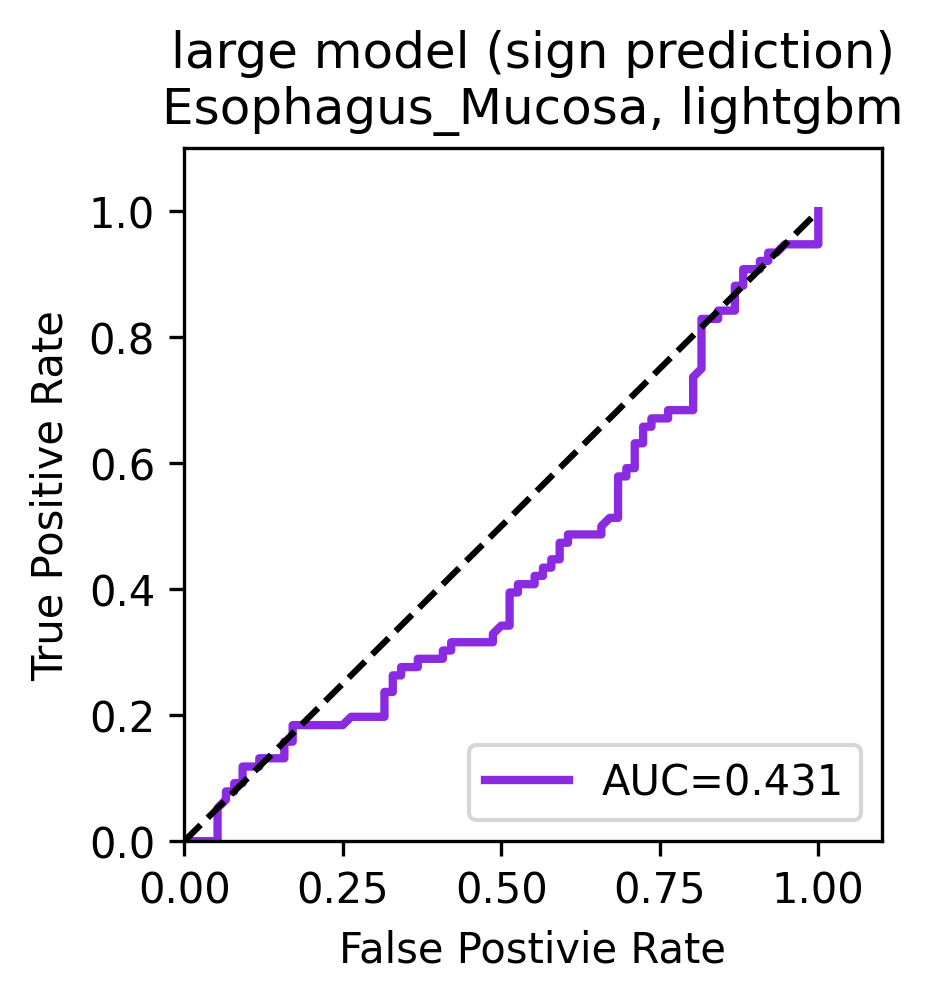 large model (sign prediction)
Esophagus_Mucosa, lightgbm
True Positive Rate
1.0
0.8
0.6
0.4
0.2
0.0
AUC=0.431
0.00 0.25 0.50 0.75 1.00
False Postivie Rate